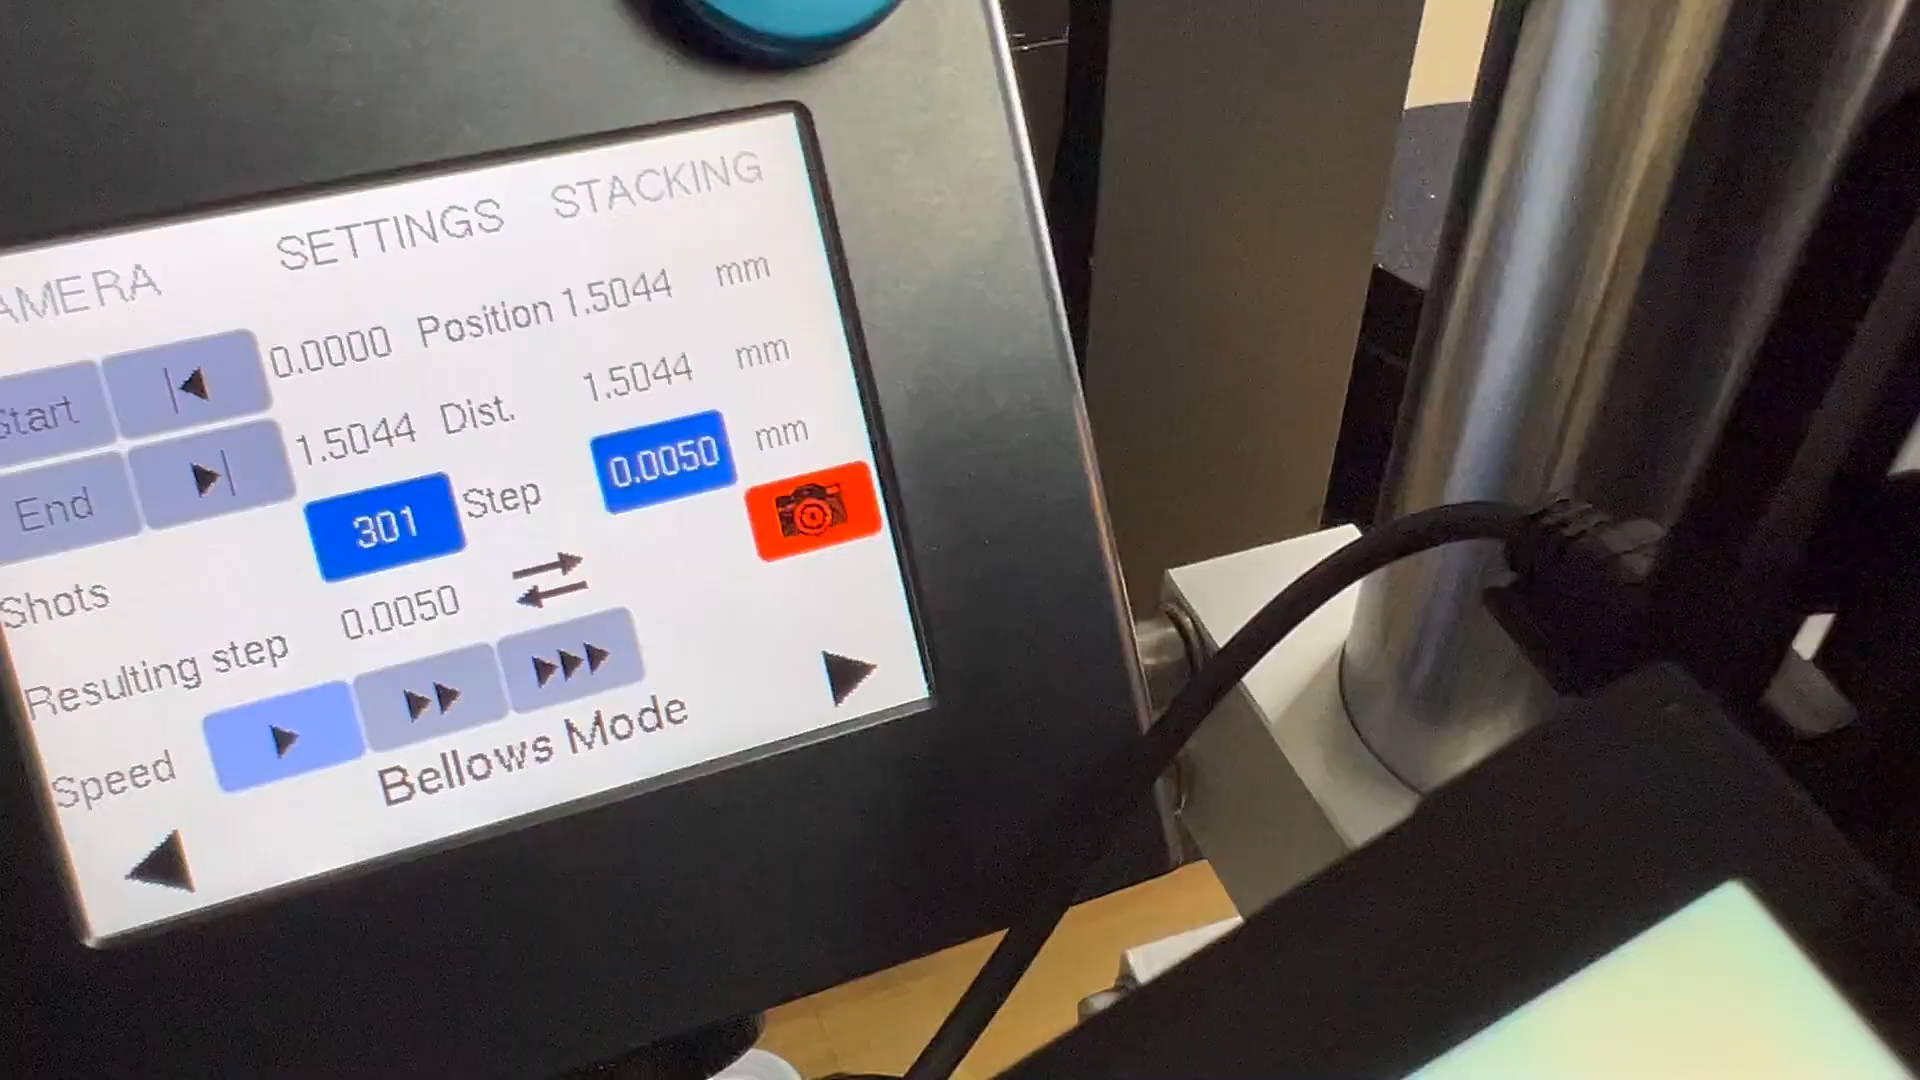 AMERA SETTINGS STACKING
Start 0.0000 Position 1.5044 mm
End 1.5044 Dist. 1.5044 mm
Shots 301 Step 0.0050 mm
Resulting step 0.0050
Speed
Bellows Mode